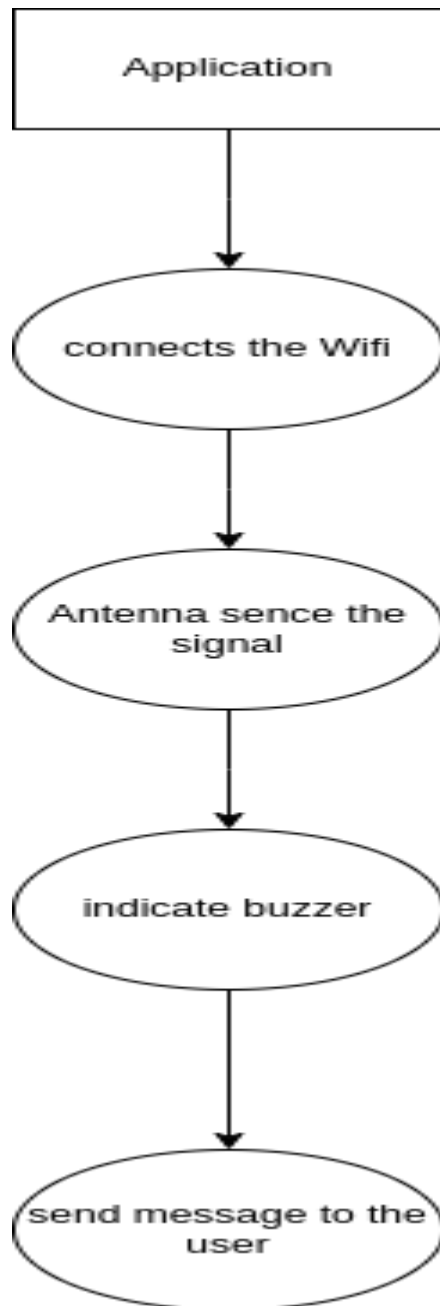 Application
connects the Wifi
Antenna sence the
signal
indicate buzzer
send message to the
user